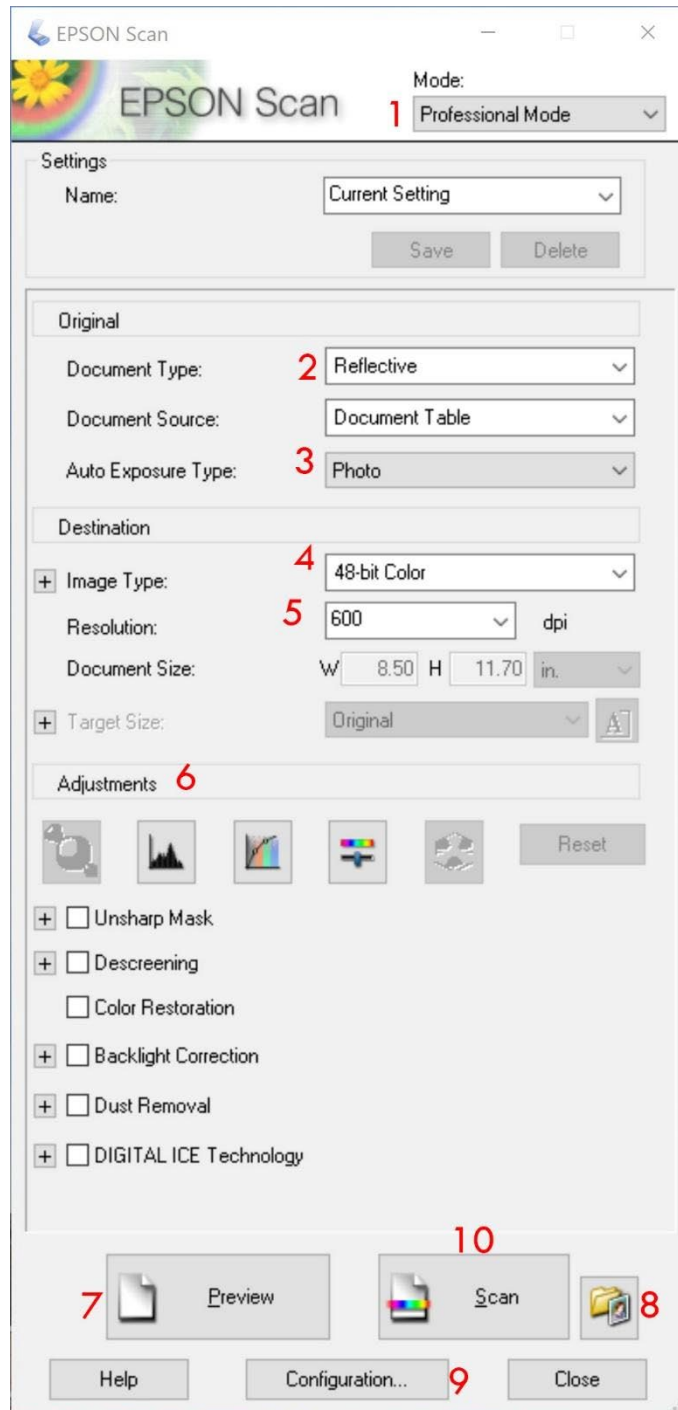 EPSON Scan
EPSON Scan
Mode:
1 Professional Mode
Settings
Name: Current Setting
Save Delete
Original
Document Type: 2 Reflective
Document Source: Document Table
Auto Exposure Type: 3 Photo
Destination
+ Image Type: 4 48-bit Color
Resolution: 5 600 dpi
Document Size: W 8.50 H 11.70 in.
+ Target Size: Original A
Adjustments 6
Reset
+ Unsharp Mask
+ Descreening
Color Restoration
+ Backlight Correction
+ Dust Removal
+ DIGITAL ICE Technology
10
7 Preview Scan 8
Help Configuration... 9 Close